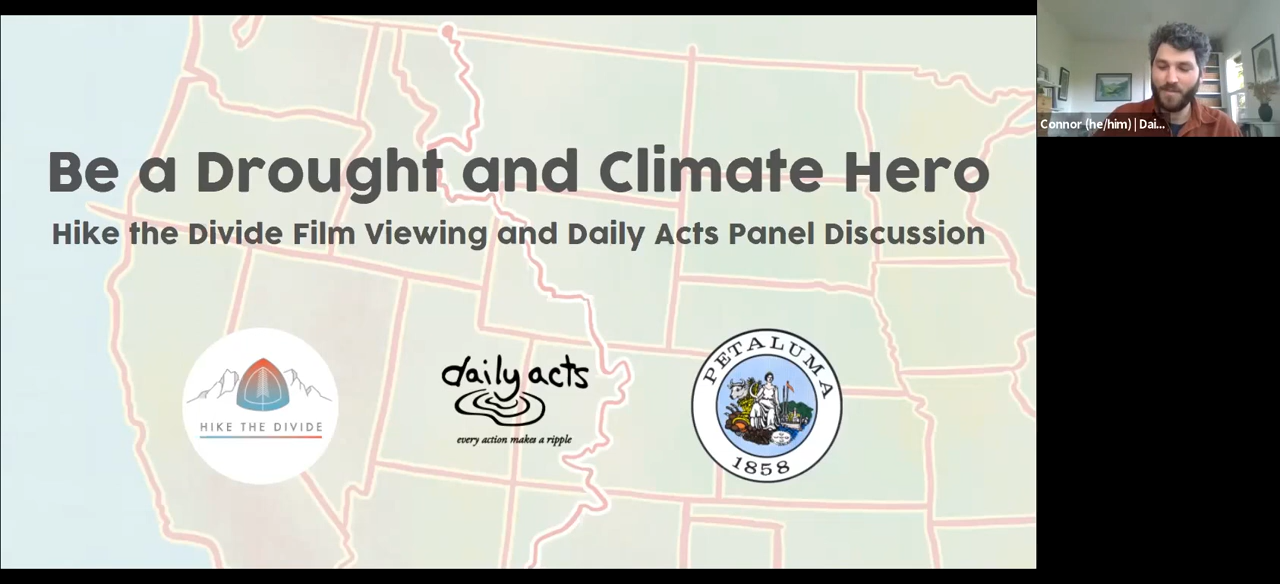 Be a Drought and Climate Hero
Hike the Divide Film Viewing and Daily Acts Panel Discussion
HIKE THE DIVIDE
daily acts
every action makes a ripple
PETALUMA
1858
Connor (he/him) | Dai...